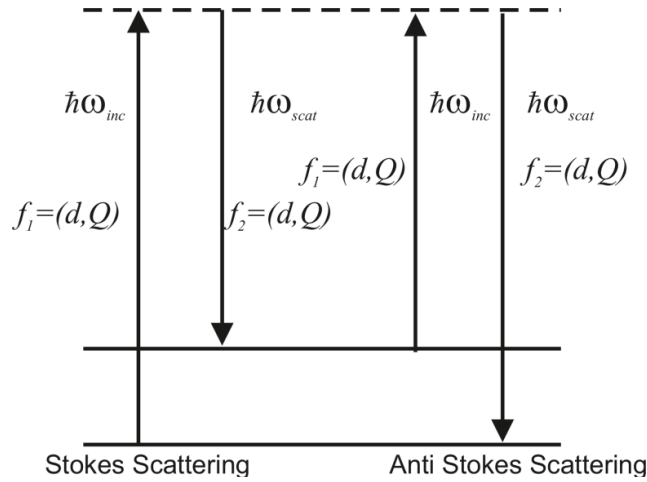 ħω_inc
ħω_scat
ħω_inc
ħω_scat
f_1=(d,Q)
f_2=(d,Q)
f_1=(d,Q)
f_2=(d,Q)
Stokes Scattering
Anti Stokes Scattering